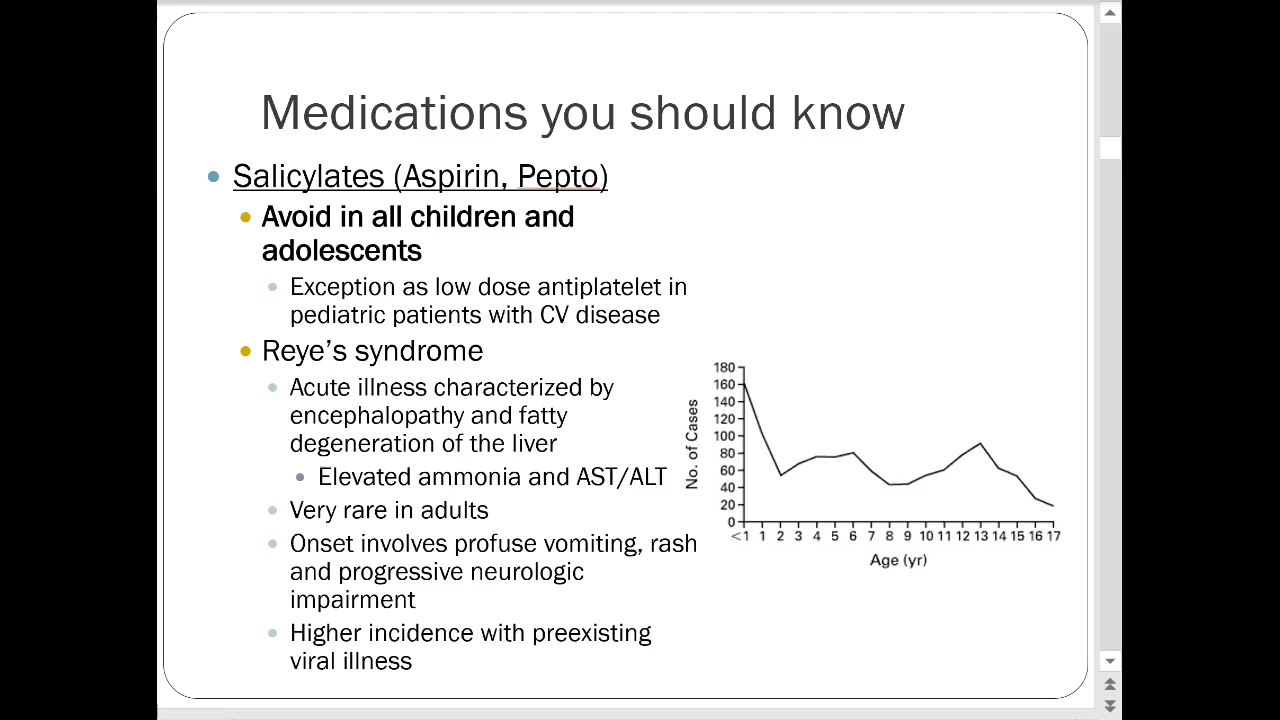 Medications you should know
Salicylates (Aspirin, Pepto)
Avoid in all children and
adolescents
Exception as low dose antiplatelet in
pediatric patients with CV disease
Reye’s syndrome
Acute illness characterized by
encephalopathy and fatty
degeneration of the liver
Elevated ammonia and AST/ALT
Very rare in adults
Onset involves profuse vomiting, rash
and progressive neurologic
impairment
Higher incidence with preexisting
viral illness
No. of Cases
180
160
140
120
100
80
60
40
20
0
<1 1 2 3 4 5 6 7 8 9 10 11 12 13 14 15 16 17
Age (yr)